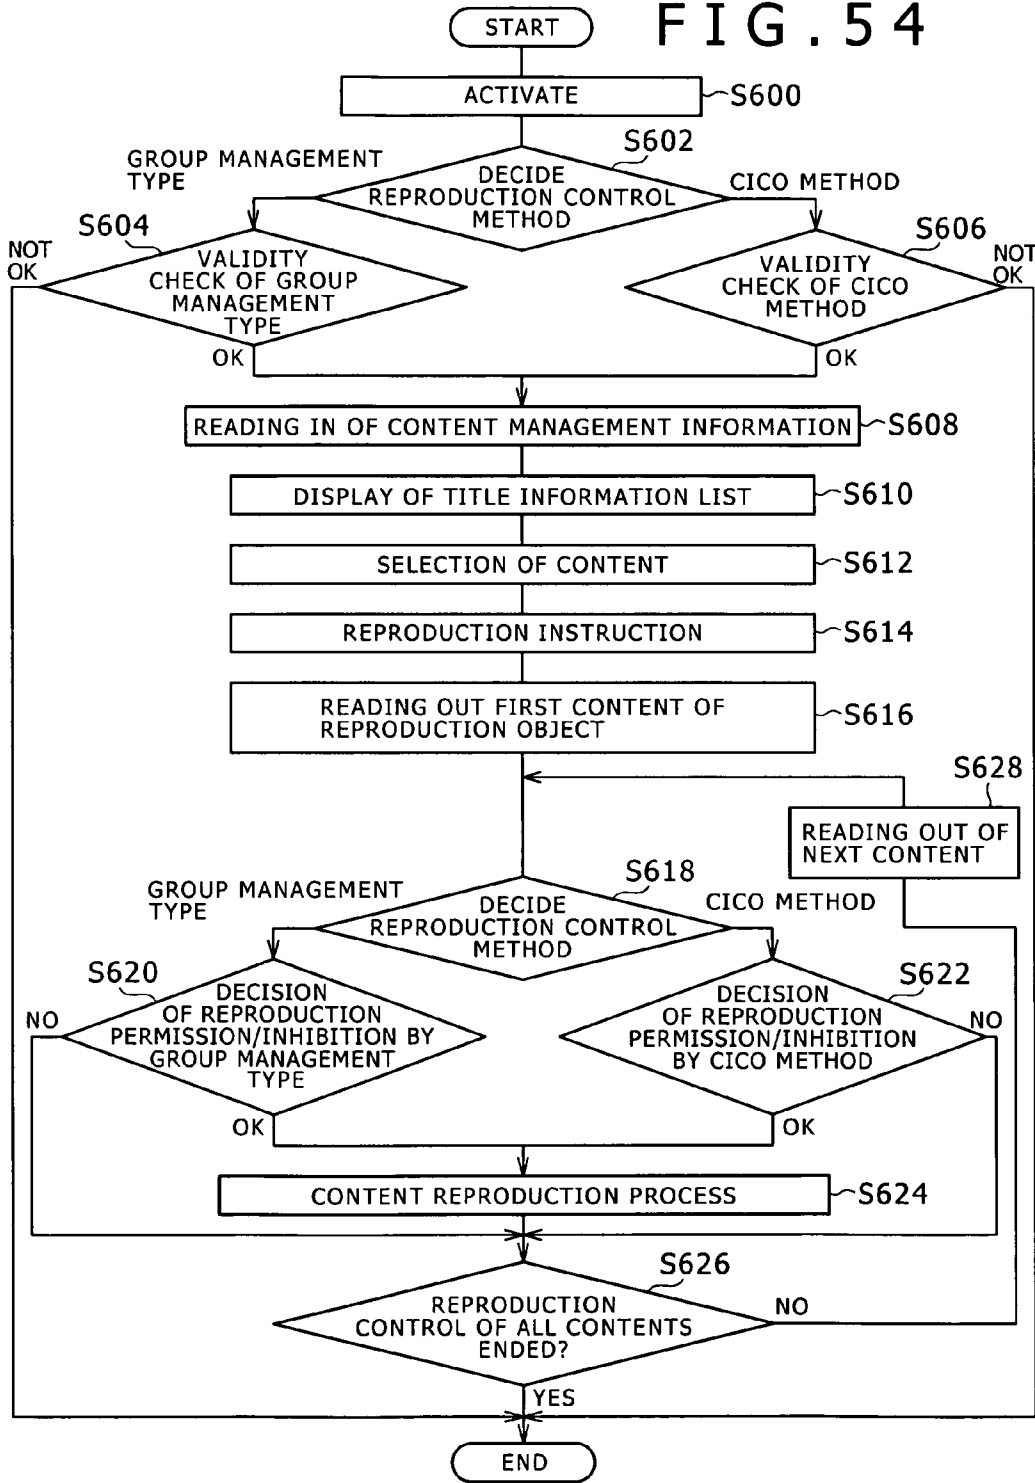 FIG.54
START
ACTIVATE
S600
S602
GROUP MANAGEMENT
TYPE
DECIDE
REPRODUCTION CONTROL
METHOD
CICO METHOD
S604
S606
NOT
OK
VALIDITY
CHECK OF GROUP
MANAGEMENT
TYPE
VALIDITY
CHECK OF CICO
METHOD
NOT
OK
OK
OK
READING IN OF CONTENT MANAGEMENT INFORMATION
S608
DISPLAY OF TITLE INFORMATION LIST
S610
SELECTION OF CONTENT
S612
REPRODUCTION INSTRUCTION
S614
READING OUT FIRST CONTENT OF
REPRODUCTION OBJECT
S616
S628
READING OUT OF
NEXT CONTENT
S618
GROUP MANAGEMENT
TYPE
DECIDE
REPRODUCTION CONTROL
METHOD
CICO METHOD
S620
S622
NO
DECISION
OF REPRODUCTION
PERMISSION/INHIBITION BY
GROUP MANAGEMENT
TYPE
DECISION
OF REPRODUCTION
PERMISSION/INHIBITION
BY CICO METHOD
NO
OK
OK
CONTENT REPRODUCTION PROCESS
S624
S626
REPRODUCTION
CONTROL OF ALL CONTENTS
ENDED?
NO
YES
END